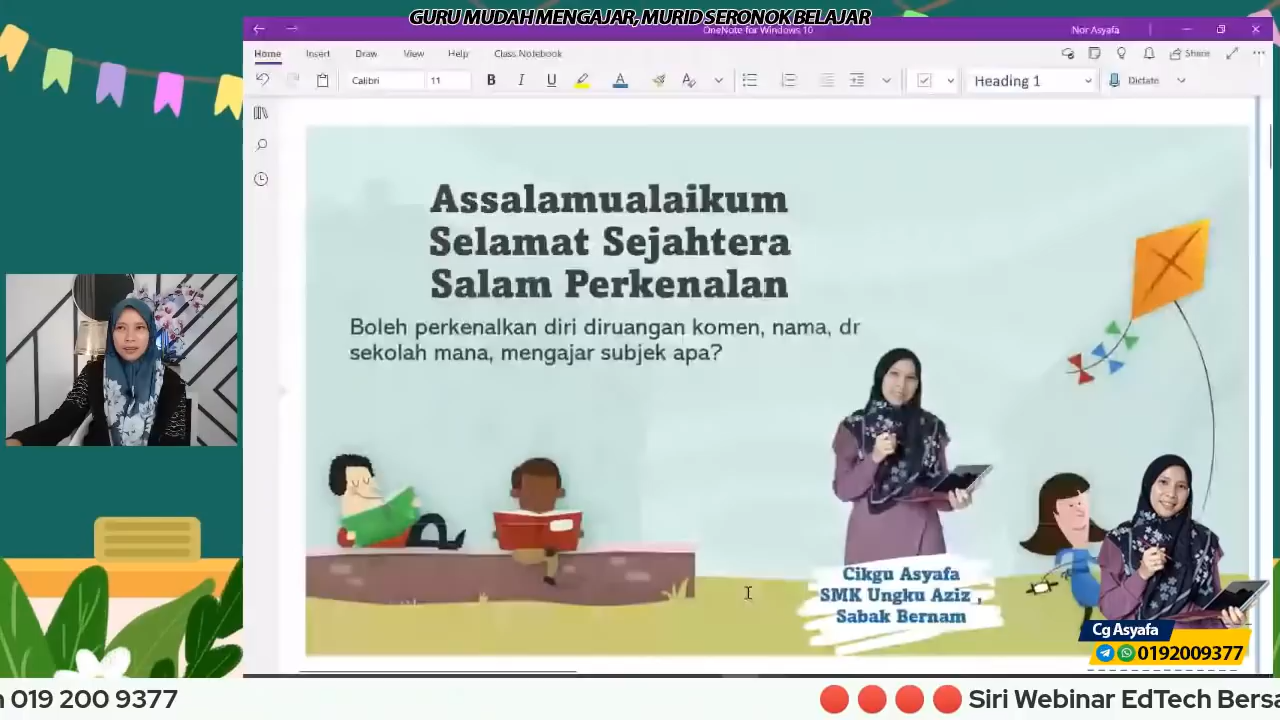 GURU MUDAH MENGAJAR, MURID SERONOK BELAJAR
OneNote for Windows 10
Nor Asyafa
Home Insert Draw View Help Class Notebook
Share
Calibri 11 B I U A Heading 1 Dictate
Assalamualaikum
Selamat Sejahtera
Salam Perkenalan
Boleh perkenalkan diri diruangan komen, nama, dr
sekolah mana, mengajar subjek apa?
Cikgu Asyafa
SMK Ungku Aziz ,
Sabak Bernam
Cg Asyafa
0192009377
019 200 9377
Siri Webinar EdTech Bersa